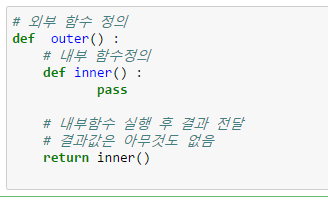 # 외부 함수 정의
def  outer() :
    # 내부 함수정의
    def inner() :
           pass

    # 내부함수 실행 후 결과 전달
    # 결과값은 아무것도 없음
    return inner()